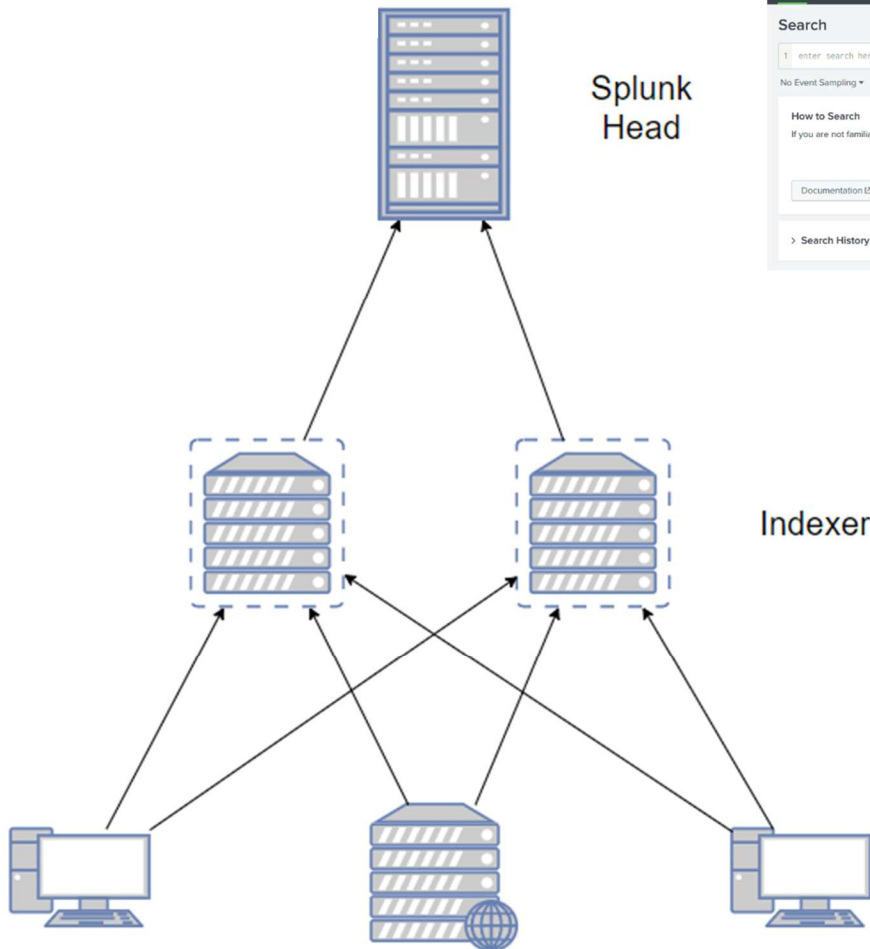 Splunk
Head
Search
1 enter search her
No Event Sampling
How to Search
If you are not familia
Documentation
> Search History
Indexer